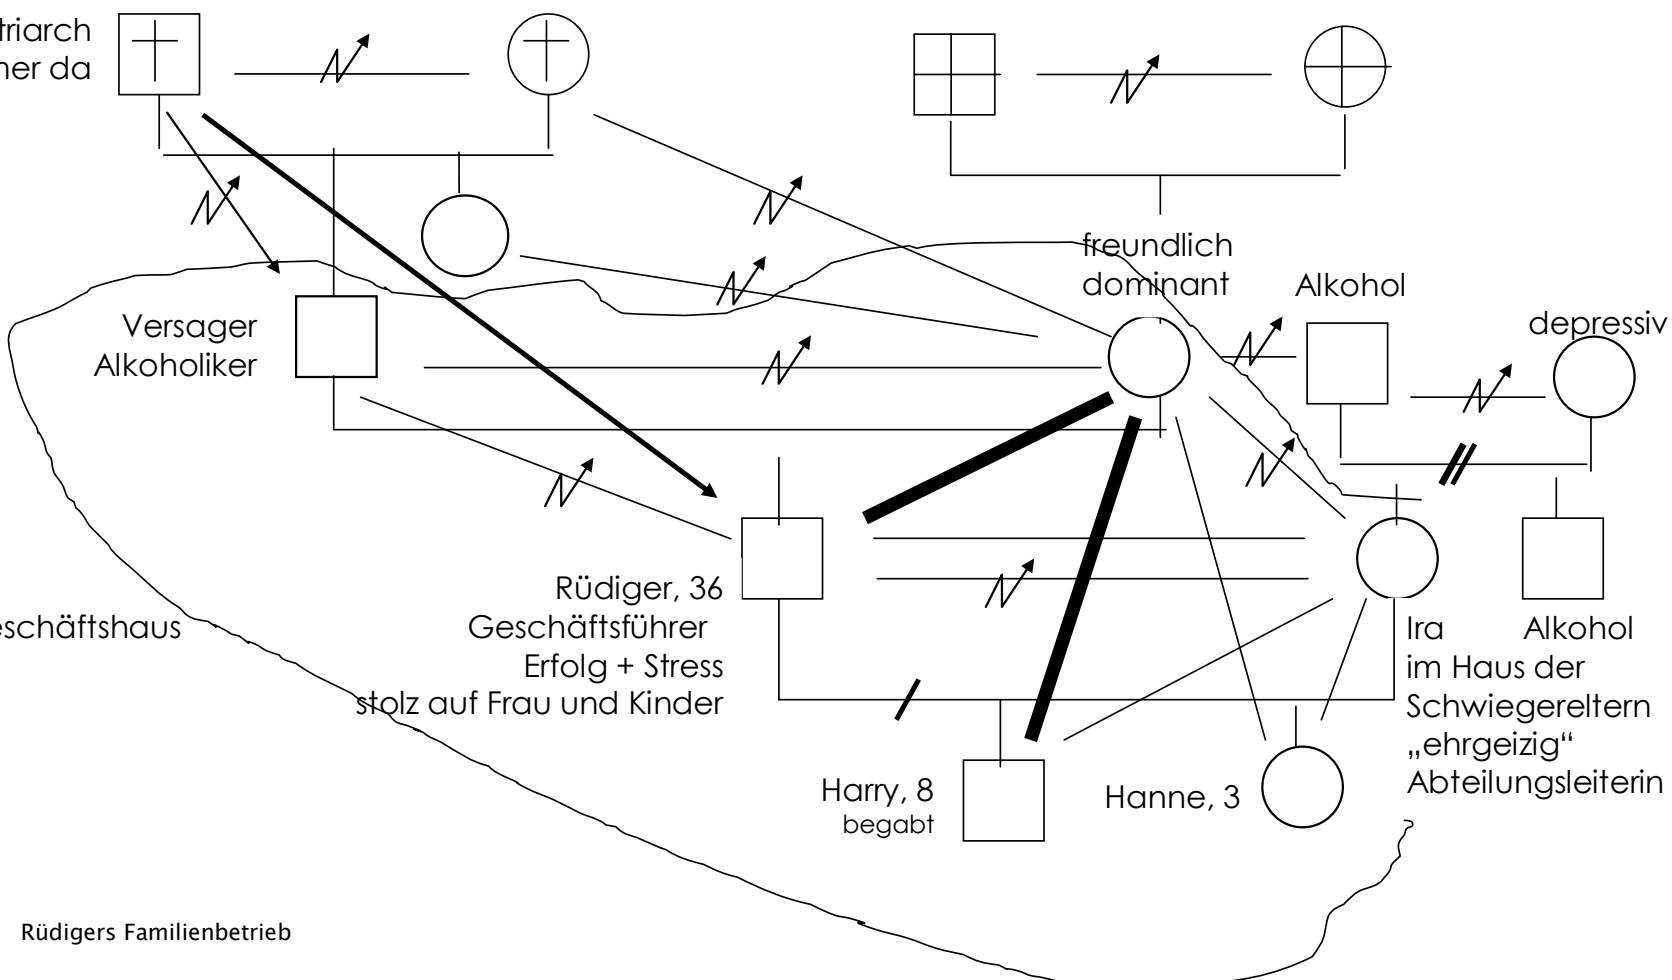 triarch
er da
freundlich
dominant
Alkohol
depressiv
Versager
Alkoholiker
Rüdiger, 36
Geschäftsführer
Erfolg + Stress
stolz auf Frau und Kinder
eschäftshaus
Ira
im Haus der
Schwiegereltern
„ehrgeizig“
Abteilungsleiterin
Alkohol
Harry, 8
begabt
Hanne, 3
Rüdigers Familienbetrieb